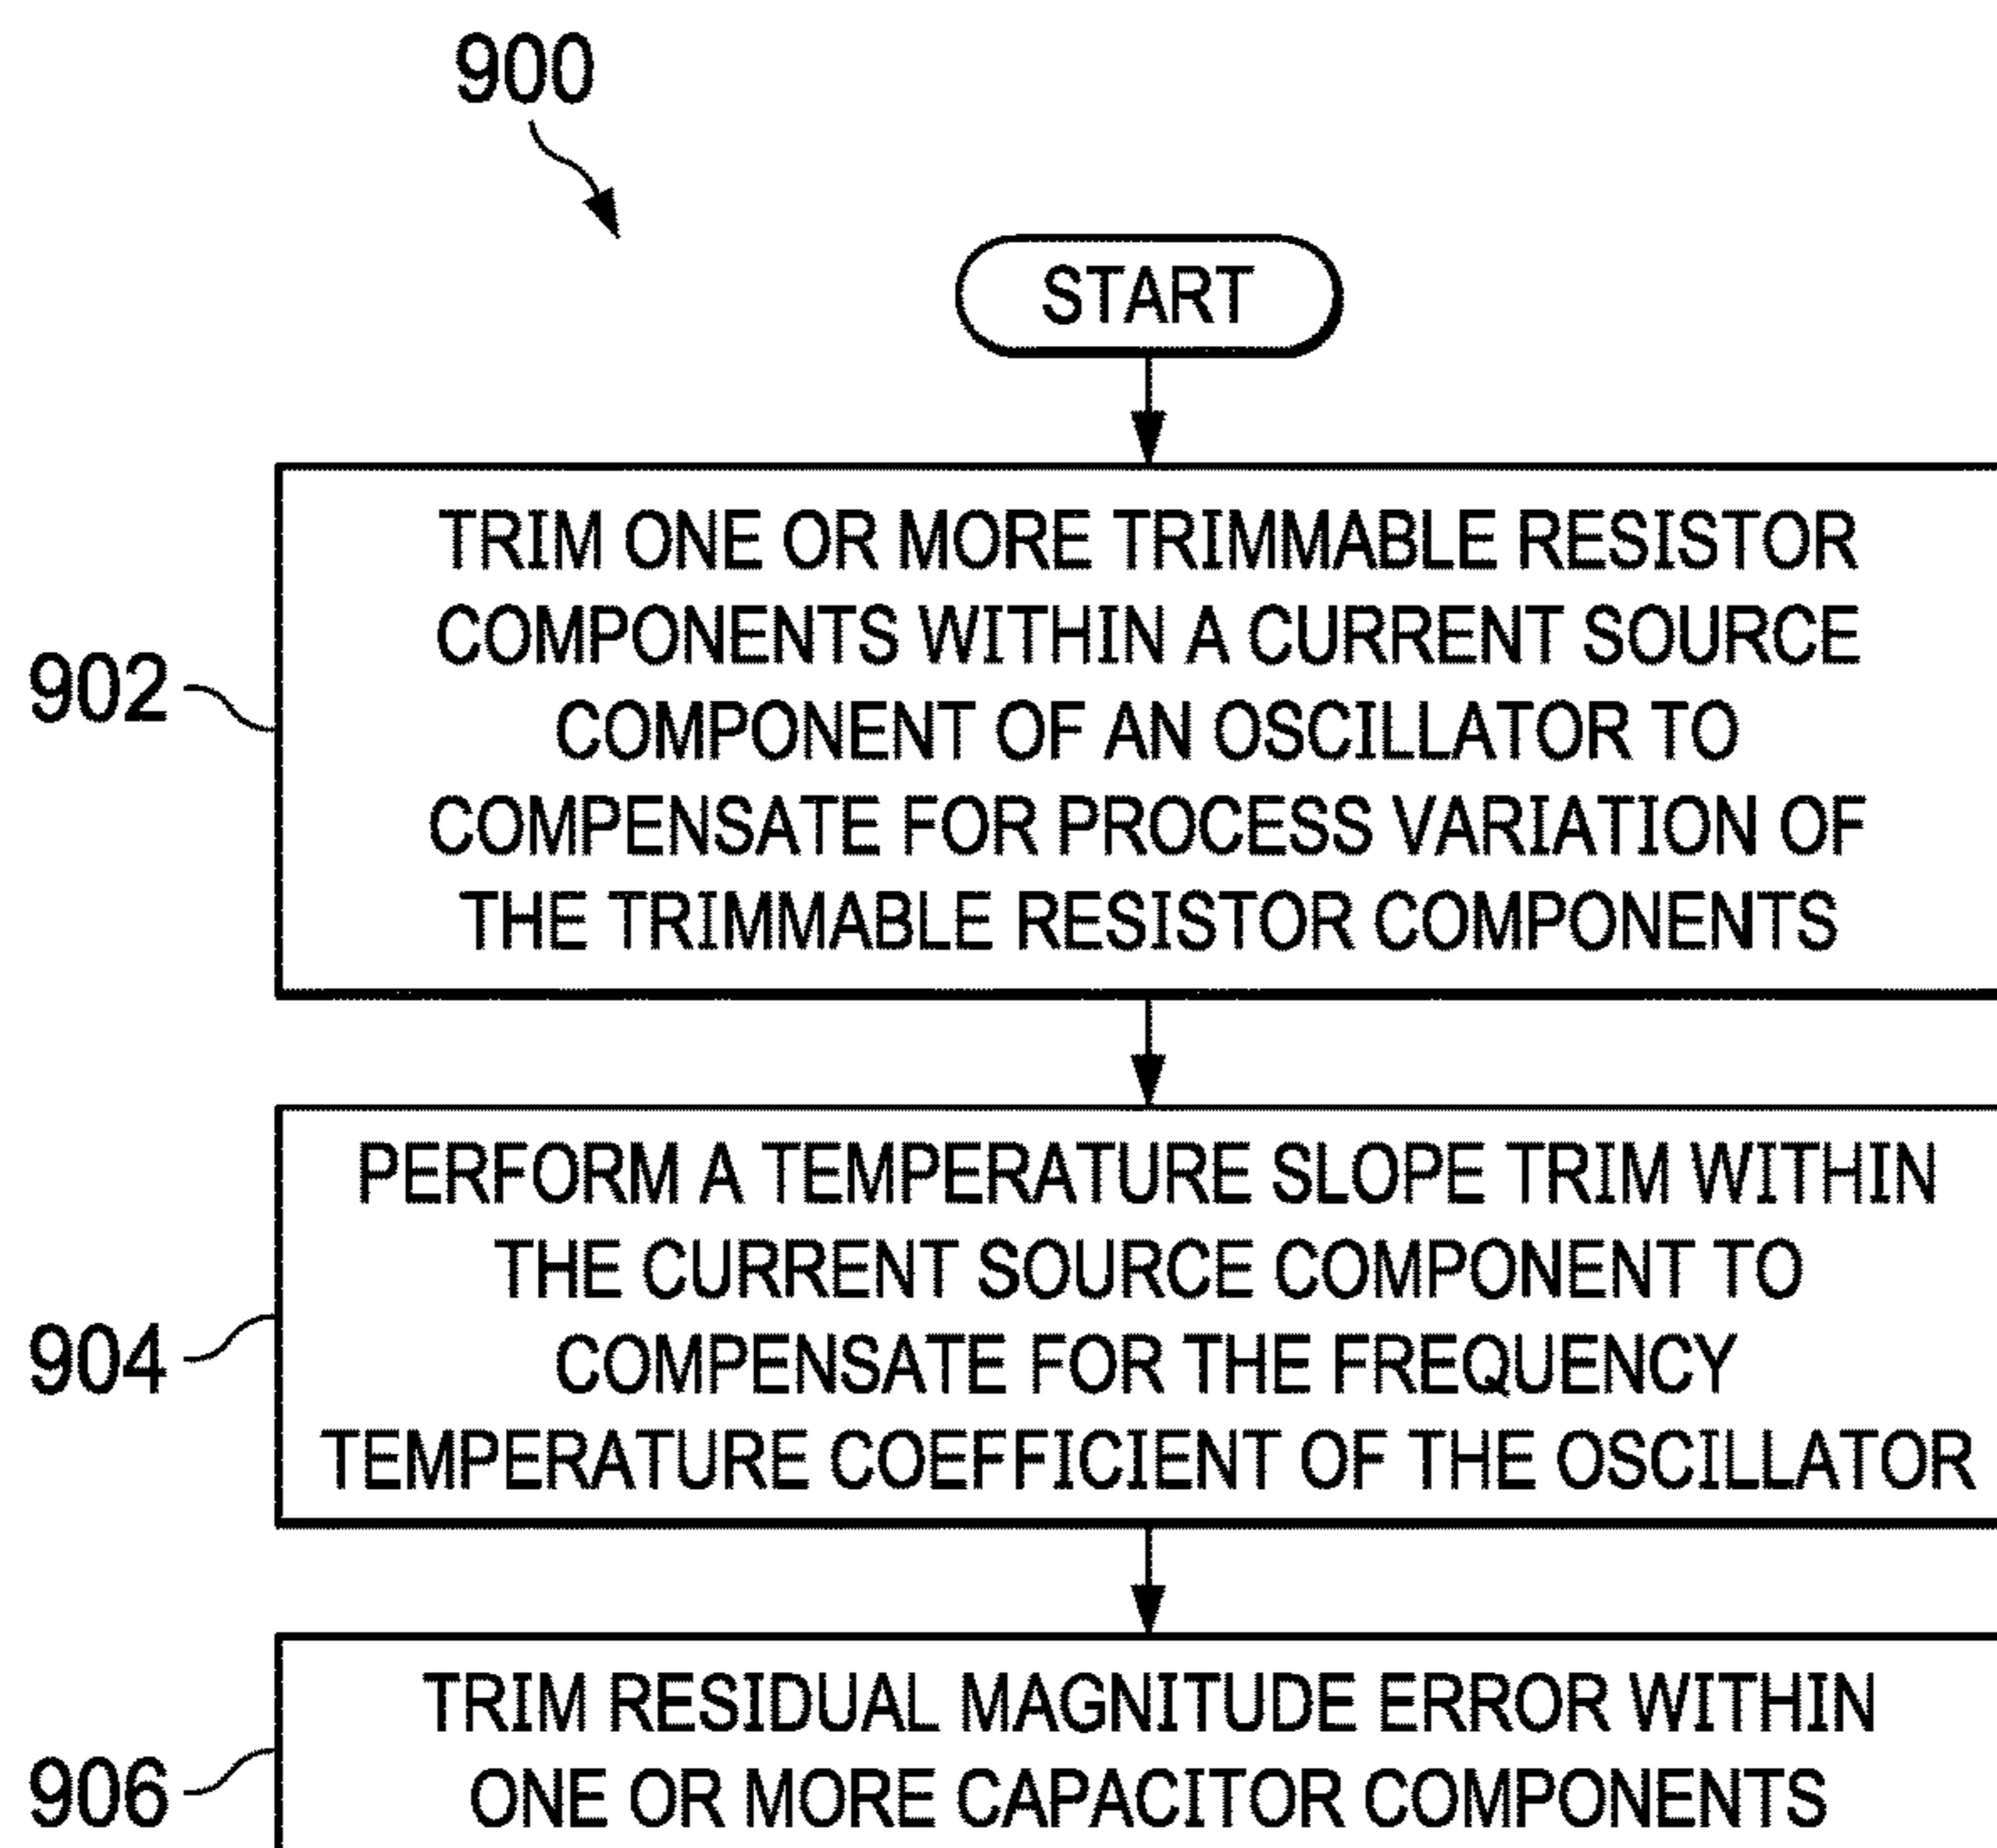 900
START
902
TRIM ONE OR MORE TRIMMABLE RESISTOR
COMPONENTS WITHIN A CURRENT SOURCE
COMPONENT OF AN OSCILLATOR TO
COMPENSATE FOR PROCESS VARIATION OF
THE TRIMMABLE RESISTOR COMPONENTS
904
PERFORM A TEMPERATURE SLOPE TRIM WITHIN
THE CURRENT SOURCE COMPONENT TO
COMPENSATE FOR THE FREQUENCY
TEMPERATURE COEFFICIENT OF THE OSCILLATOR
906
TRIM RESIDUAL MAGNITUDE ERROR WITHIN
ONE OR MORE CAPACITOR COMPONENTS